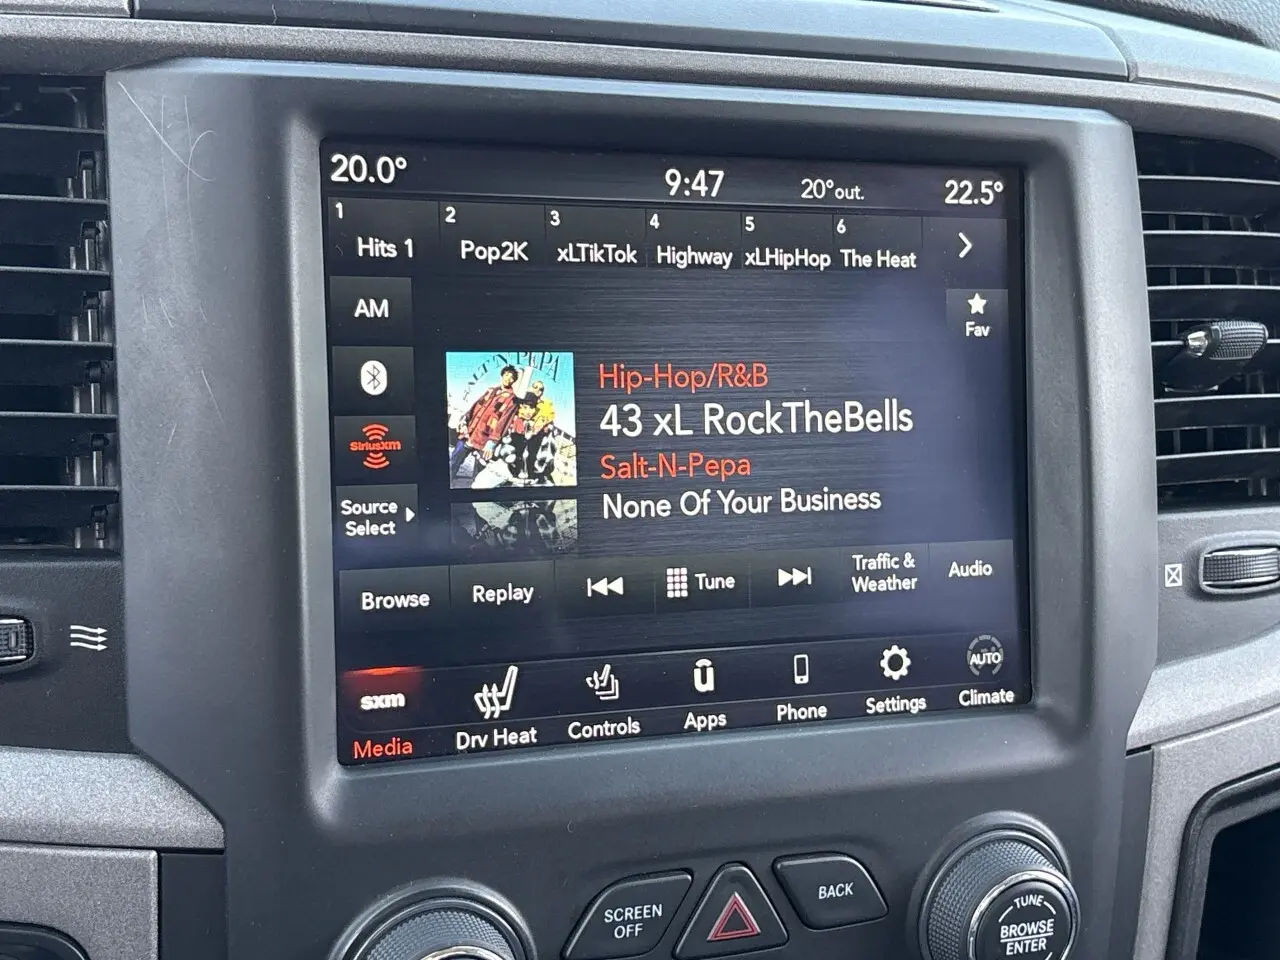 20.0°
9:47
20° out.
22.5°
1
Hits 1
2
Pop2K
3
xLTikTok
4
Highway
5
xLHipHop
6
The Heat
AM
Fav
SALT 'N' PEPA
Hip-Hop/R&B
43 xL RockTheBells
Salt-N-Pepa
None Of Your Business
SiriusXM
Source
Select
Browse
Replay
Tune
Traffic &
Weather
Audio
sxm
Media
Drv Heat
Controls
u
Apps
Phone
Settings
AUTO
Climate
SCREEN
OFF
BACK
TUNE
BROWSE
ENTER